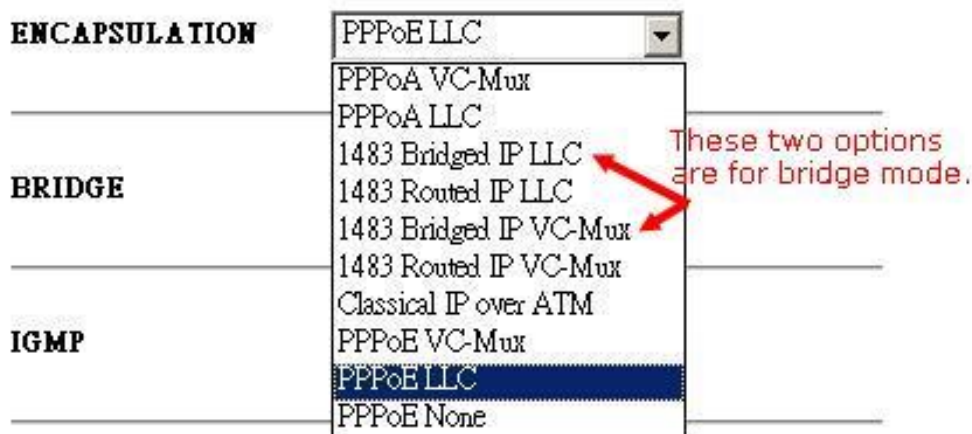 ENCAPSULATION
PPPoE LLC
PPPoA VC-Mux
PPPoA LLC
1483 Bridged IP LLC
These two options
are for bridge mode.
BRIDGE
1483 Routed IP LLC
1483 Bridged IP VC-Mux
1483 Routed IP VC-Mux
Classical IP over ATM
IGMP
PPPoE VC-Mux
PPPoE LLC
PPPoE None